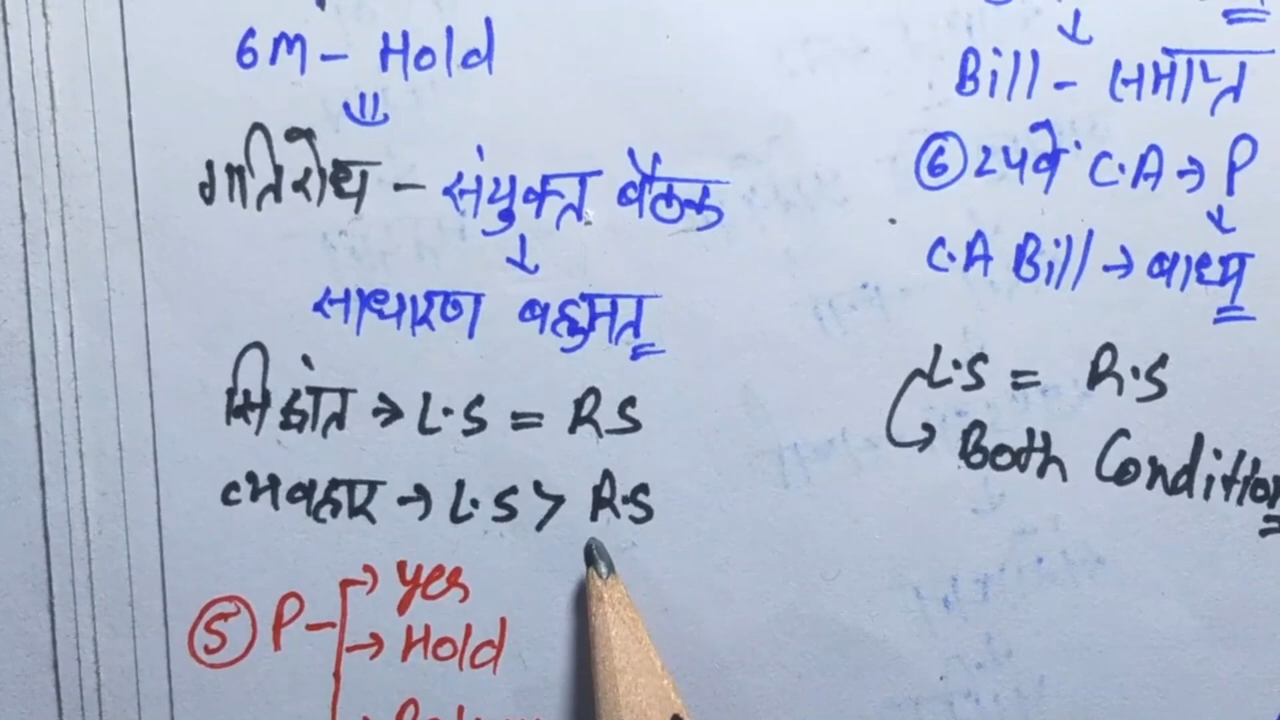 6M - Hold
गतिरोध - संयुक्त बैठक
↓
साधारण बहुमत
सिद्धांत → L.S = RS
व्यवहार → L.S > R.S
⑤ P - → yes
→ Hold
↓
Bill - समाप्त
⑥ 24वे C.A → P
↓
C.A Bill → बाध्य
L.S = R.S
→ Both Condition